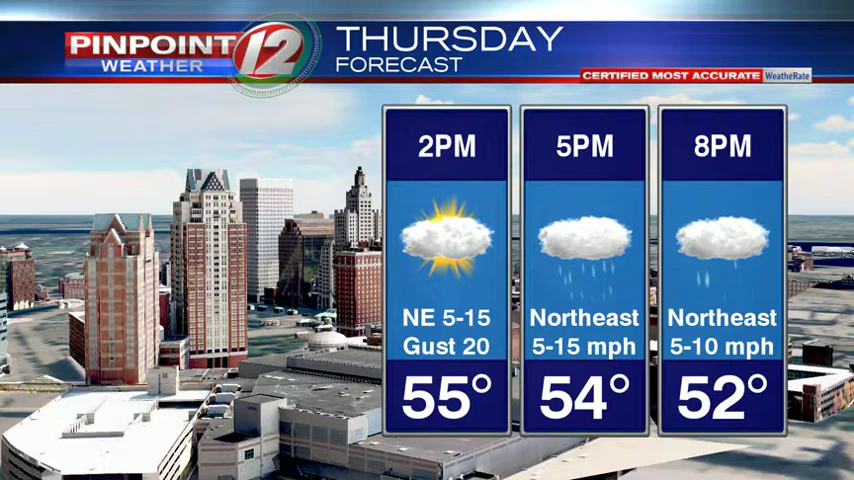 PINPOINT
WEATHER
12
THURSDAY
FORECAST
CERTIFIED MOST ACCURATE WeatheRate
2PM
NE 5-15
Gust 20
55°
5PM
Northeast
5-15 mph
54°
8PM
Northeast
5-10 mph
52°